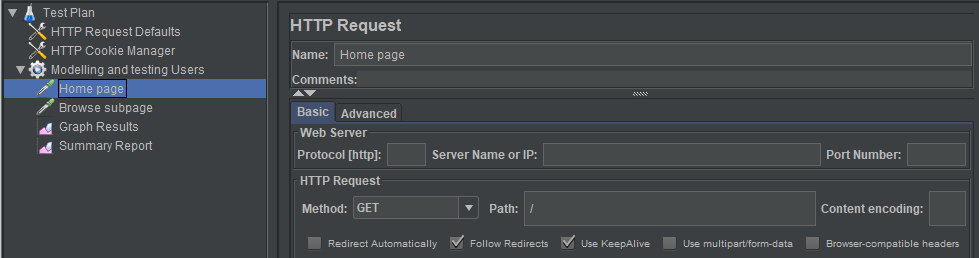 Test Plan
HTTP Request Defaults
HTTP Cookie Manager
Modelling and testing Users
Home page
Browse subpage
Graph Results
Summary Report
HTTP Request
Name: Home page
Comments:
Basic Advanced
Web Server
Protocol [http]: Server Name or IP: Port Number:
HTTP Request
Method: GET Path: / Content encoding:
Redirect Automatically Follow Redirects Use KeepAlive Use multipart/form-data Browser-compatible headers